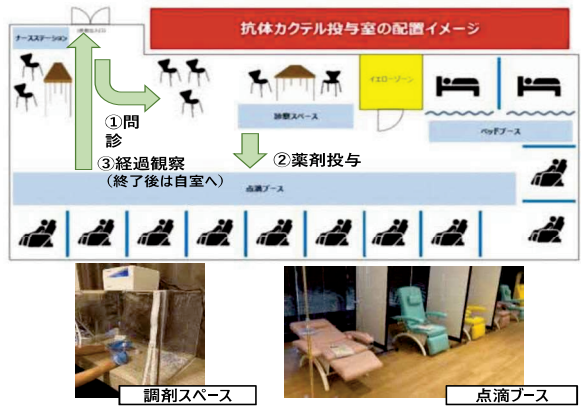 抗体カクテル投与室の配置イメージ
ナースステーション
イエローゾーン
①問
診
診察スペース
ベッドブース
②薬剤投与
③経過観察
（終了後は自室へ）
点滴ブース
調剤スペース
点滴ブース